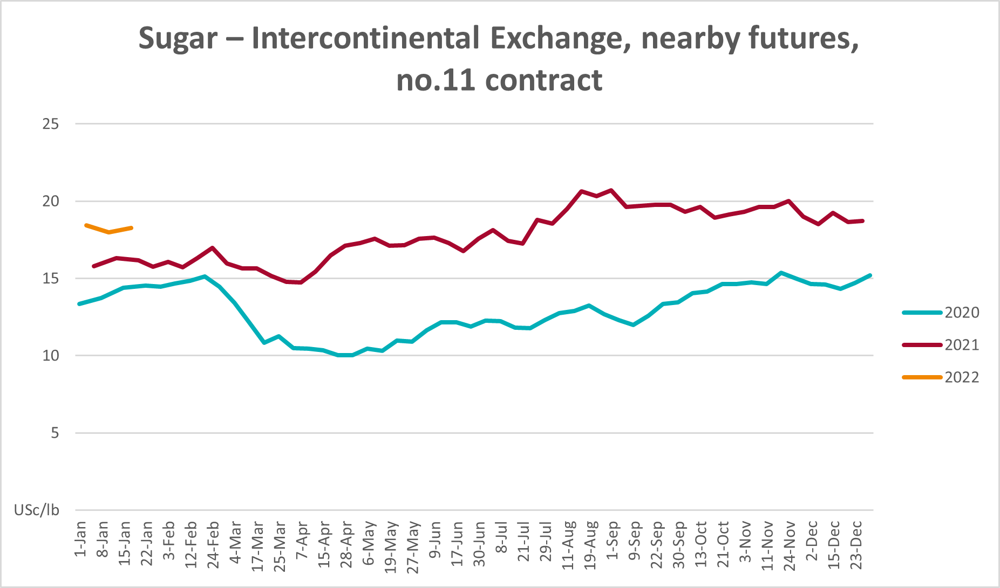 Sugar – Intercontinental Exchange, nearby futures,
no.11 contract
25
20
15
10
5
USc/lb
1-Jan
8-Jan
15-Jan
22-Jan
3-Feb
12-Feb
24-Feb
4-Mar
17-Mar
25-Mar
7-Apr
15-Apr
28-Apr
6-May
19-May
27-May
9-Jun
17-Jun
30-Jun
8-Jul
21-Jul
29-Jul
11-Aug
19-Aug
1-Sep
9-Sep
22-Sep
30-Sep
13-Oct
21-Oct
3-Nov
11-Nov
24-Nov
2-Dec
15-Dec
23-Dec
2020
2021
2022